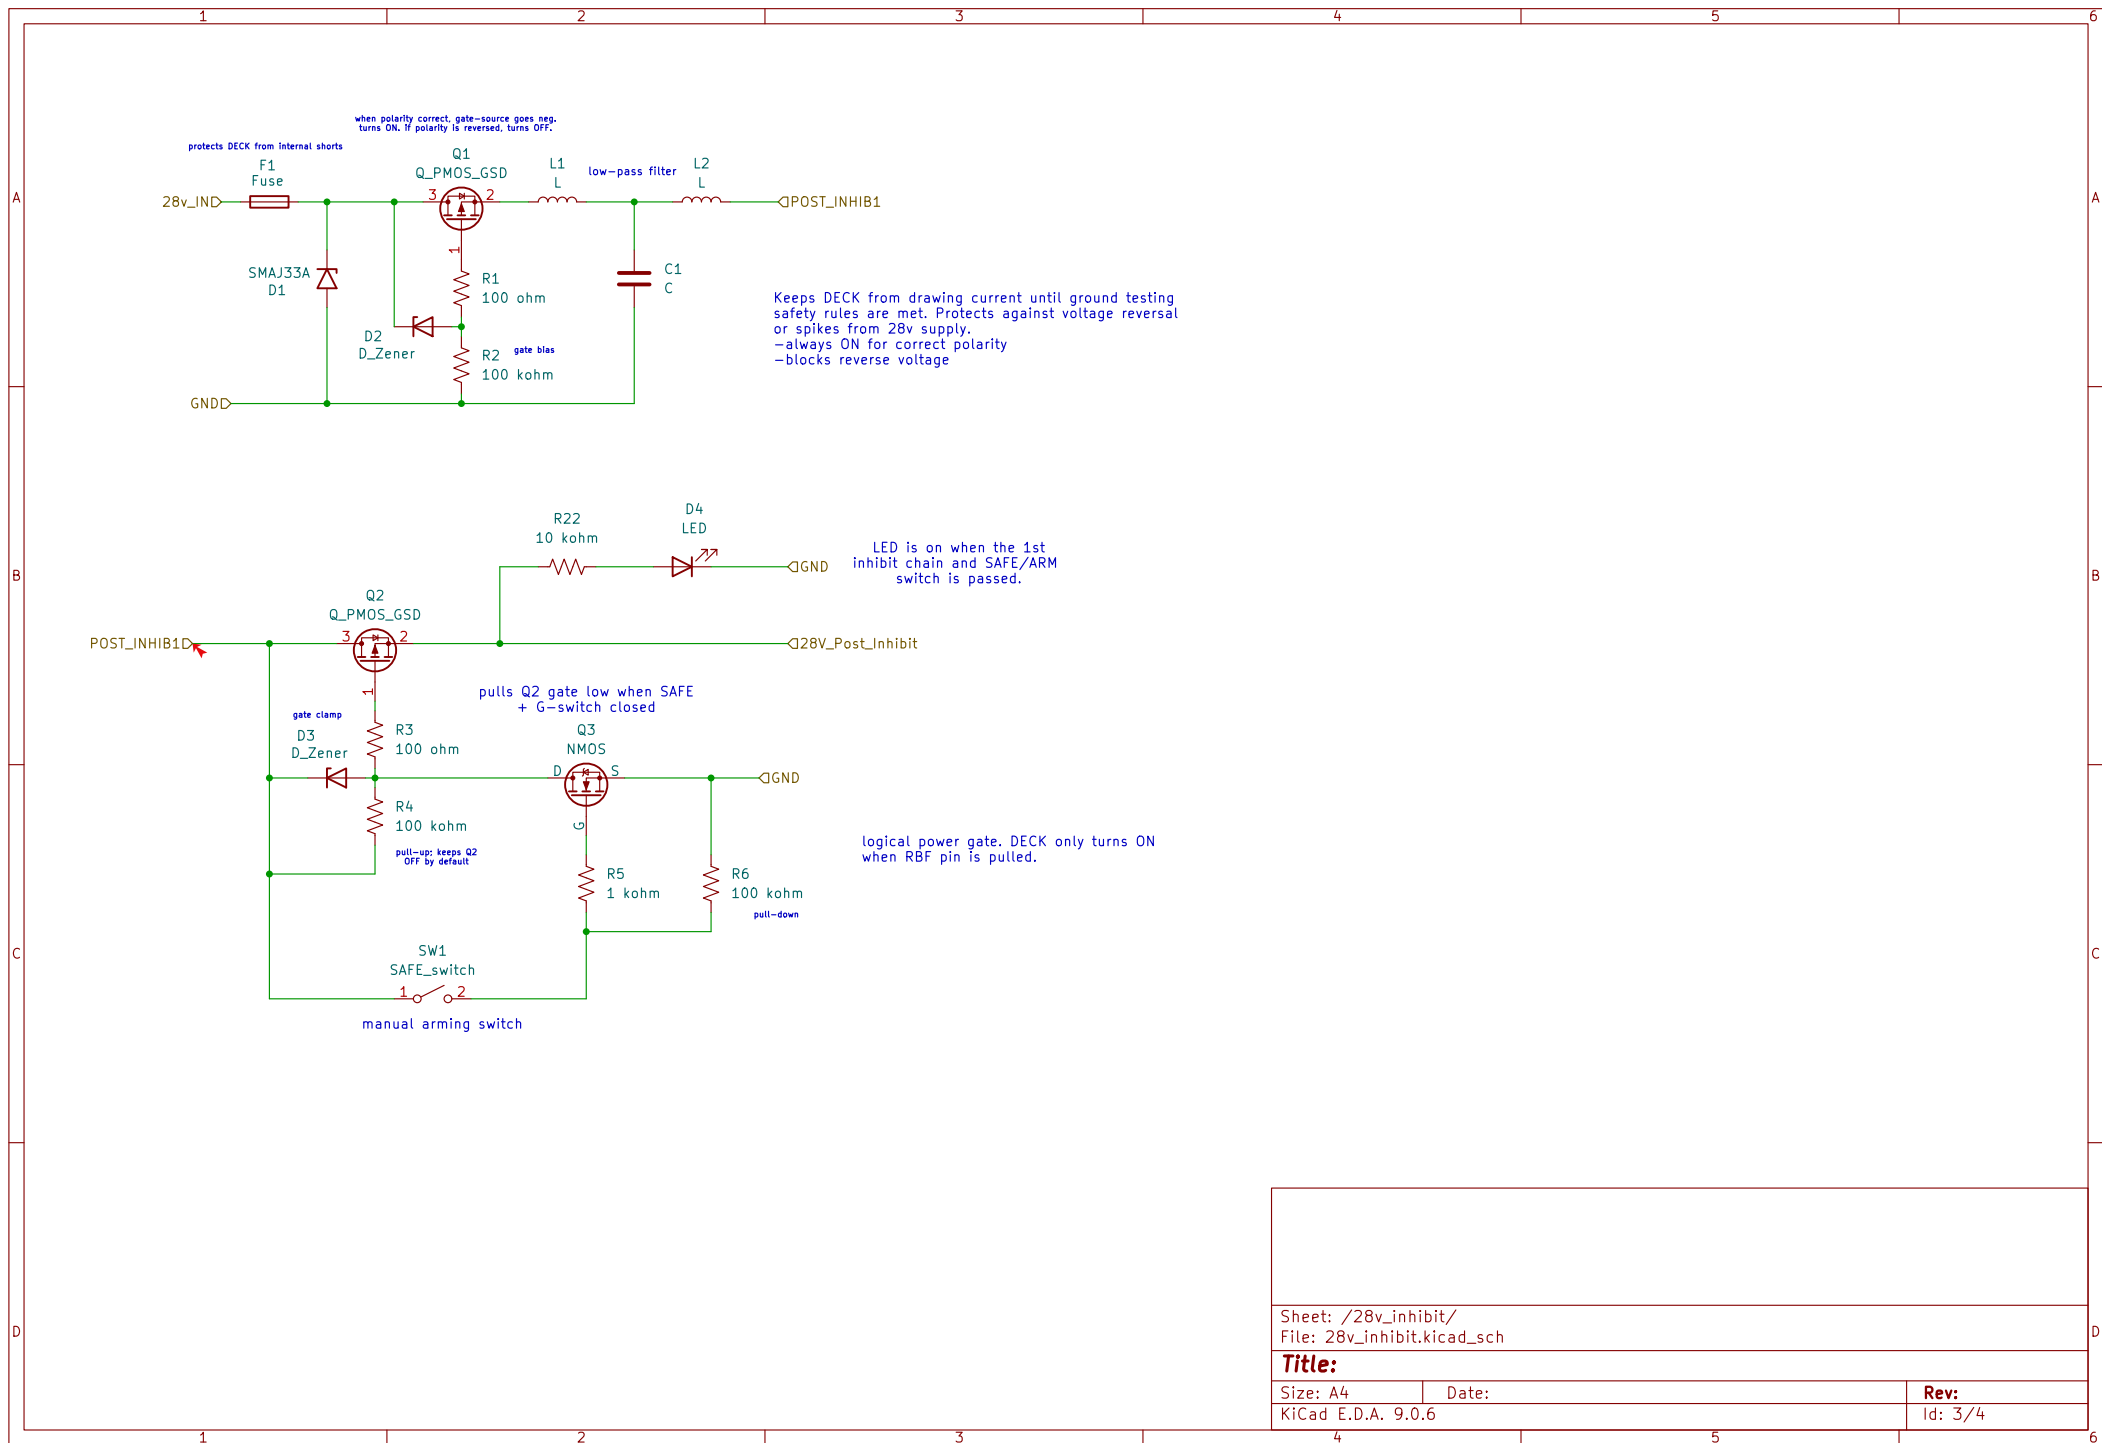 1 2 3 4 5 6
when polarity correct, gate-source goes neg.
turns ON. if polarity is reversed, turns OFF.
protects DECK from internal shorts
F1
Fuse
Q1
Q_PMOS_GSD
L1
L
low-pass filter
L2
L
A
28v_IN
3
2
1
POST_INHIB1
A
SMAJ33A
D1
R1
100 ohm
C1
C
Keeps DECK from drawing current until ground testing
safety rules are met. Protects against voltage reversal
or spikes from 28v supply.
-always ON for correct polarity
-blocks reverse voltage
D2
D_Zener
R2
100 kohm
gate bias
GND
D4
LED
R22
10 kohm
GND
LED is on when the 1st
inhibit chain and SAFE/ARM
switch is passed.
B
B
Q2
Q_PMOS_GSD
POST_INHIB1
3
2
1
28V_Post_Inhibit
pulls Q2 gate low when SAFE
+ G-switch closed
gate clamp
D3
D_Zener
R3
100 ohm
Q3
NMOS
D
S
G
GND
R4
100 kohm
pull-up; keeps Q2
OFF by default
logical power gate. DECK only turns ON
when RBF pin is pulled.
R5
1 kohm
R6
100 kohm
pull-down
C
C
SW1
SAFE_switch
1
2
manual arming switch
Sheet: /28v_inhibit/
File: 28v_inhibit.kicad_sch
D
D
Title:
Size: A4
Date:
Rev:
KiCad E.D.A. 9.0.6
Id: 3/4
1 2 3 4 5 6